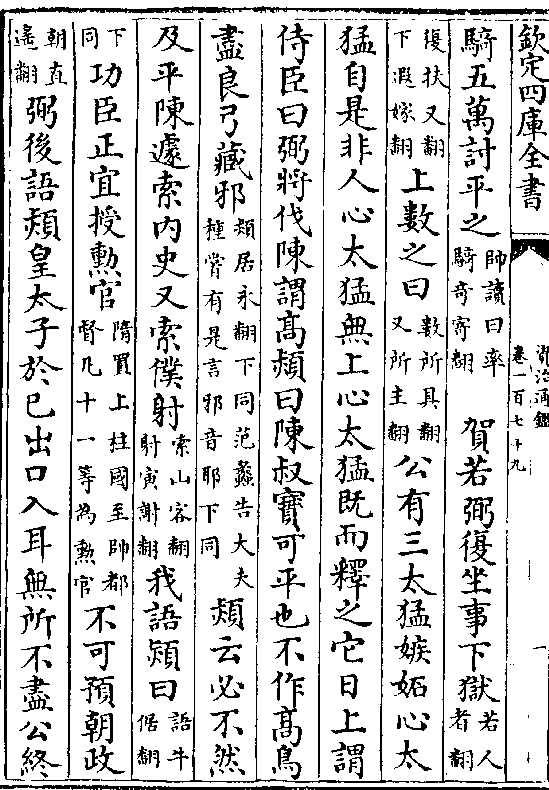 欽定四庫全書
資治通鑑
卷一百七十九
騎五萬討平之帥讀曰率騎奇寄翻　賀若弼復坐事下獄若人者翻
復扶又翻下遐嫁翻上數之曰數所具翻又所主翻公有三太猛嫉妬心太
猛自是非人心太猛無上心太猛既而釋之它日上謂
侍臣曰弼將伐陳謂高熲曰陳叔寶可平也不作高鳥
盡良弓藏邪熲居永翻下同范蠡告大夫種嘗有是言邪音耶下同熲云必不然
及平陳遽索内史又索僕射索山客翻射寅謝翻我語熲曰語牛倨翻
下同功臣正宜授勲官隋置上柱國至帥都督凡十一等為勲官不可預朝政
朝直遙翻弼後語熲皇太子於已出口入耳無所不盡公終